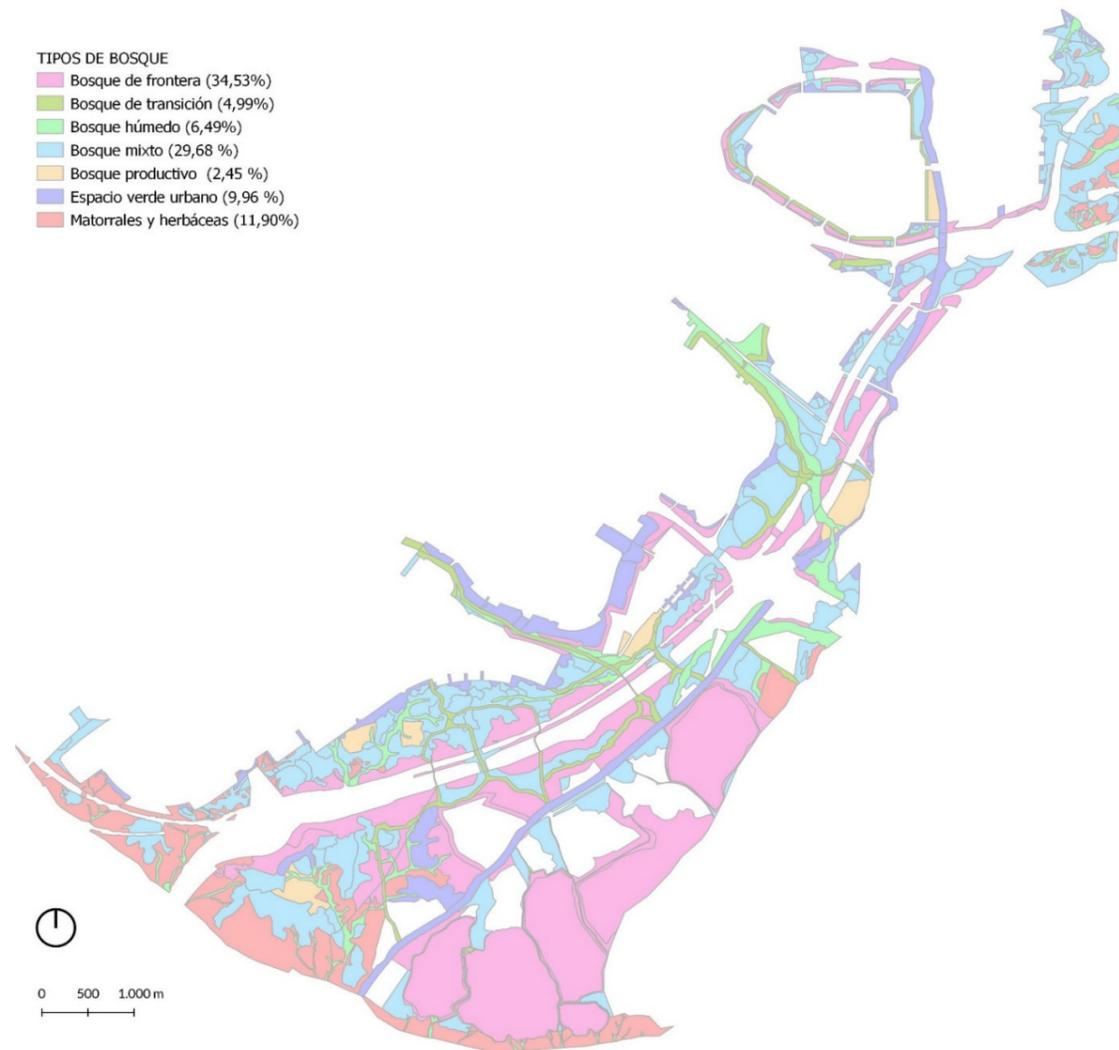 TIPOS DE BOSQUE
Bosque de frontera (34,53%)
Bosque de transición (4,99%)
Bosque húmedo (6,49%)
Bosque mixto (29,68 %)
Bosque productivo (2,45 %)
Espacio verde urbano (9,96 %)
Matorrales y herbáceas (11,90%)
0 500 1.000 m